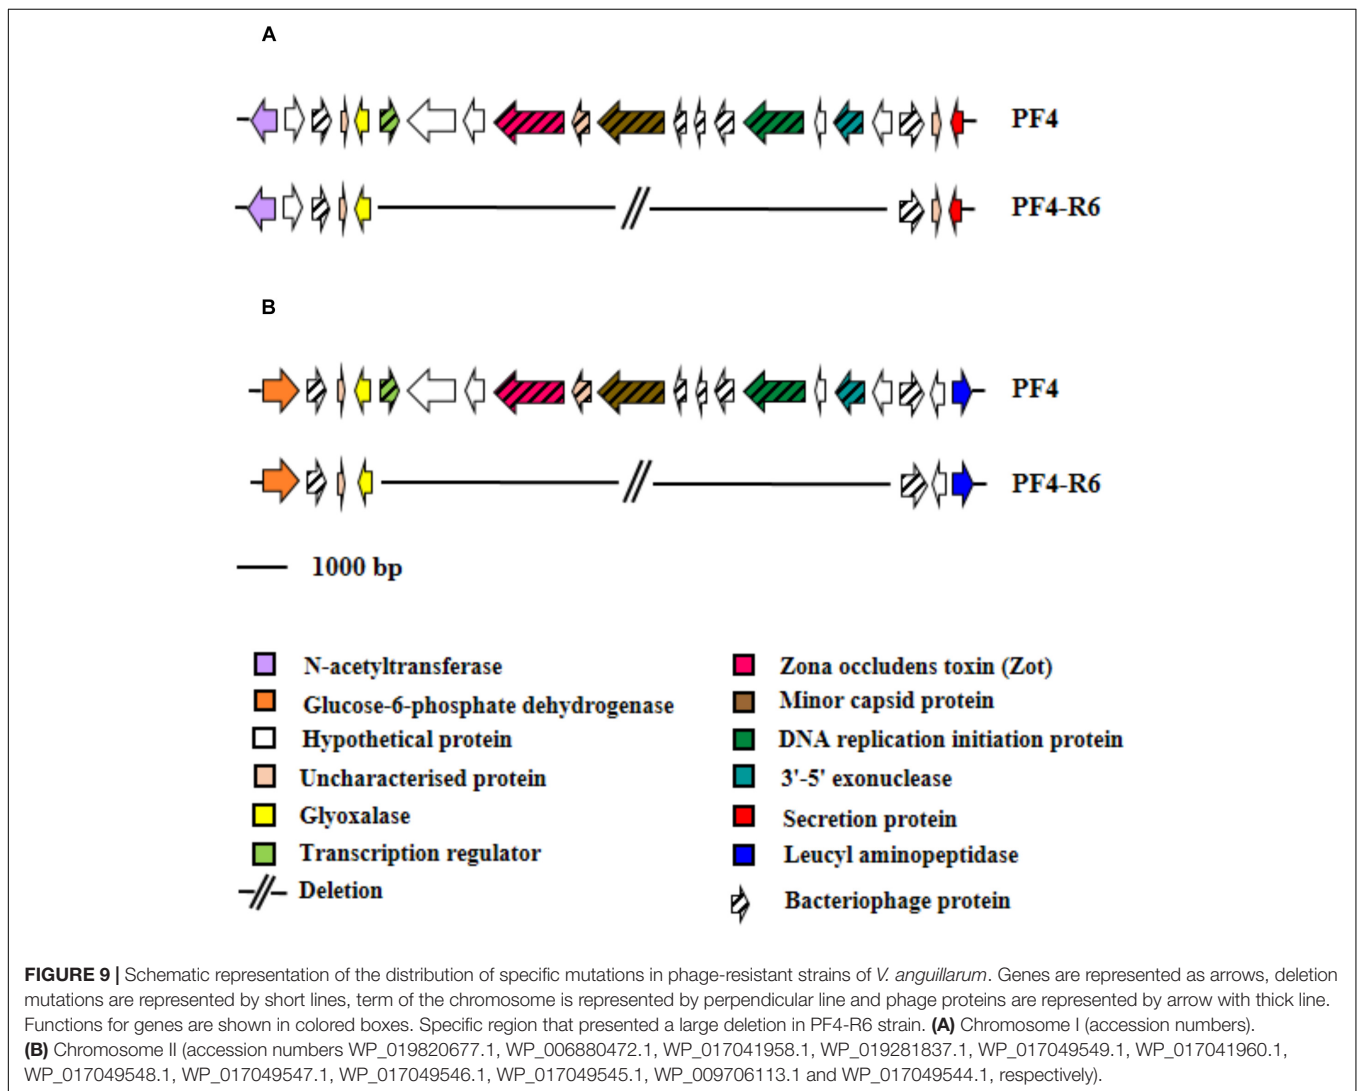 A
PF4
PF4-R6
B
PF4
PF4-R6
1000 bp
N-acetyltransferase
Glucose-6-phosphate dehydrogenase
Hypothetical protein
Uncharacterised protein
Glyoxalase
Transcription regulator
Deletion
Zona occludens toxin (Zot)
Minor capsid protein
DNA replication initiation protein
3'-5' exonuclease
Secretion protein
Leucyl aminopeptidase
Bacteriophage protein
FIGURE 9 | Schematic representation of the distribution of specific mutations in phage-resistant strains of V. anguillarum. Genes are represented as arrows, deletion
mutations are represented by short lines, term of the chromosome is represented by perpendicular line and phage proteins are represented by arrow with thick line.
Functions for genes are shown in colored boxes. Specific region that presented a large deletion in PF4-R6 strain. (A) Chromosome I (accession numbers).
(B) Chromosome II (accession numbers WP_019820677.1, WP_006880472.1, WP_017041958.1, WP_019281837.1, WP_017049549.1, WP_017041960.1,
WP_017049548.1, WP_017049547.1, WP_017049546.1, WP_017049545.1, WP_009706113.1 and WP_017049544.1, respectively).